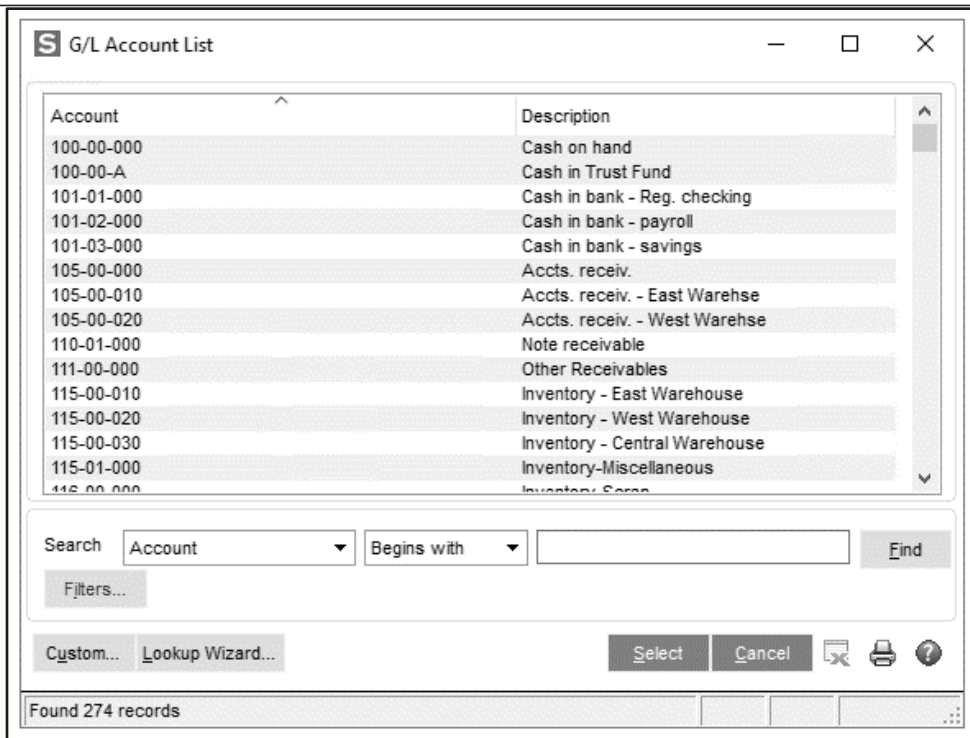 S G/L Account List
Account Description
100-00-000 Cash on hand
100-00-A Cash in Trust Fund
101-01-000 Cash in bank - Reg. checking
101-02-000 Cash in bank - payroll
101-03-000 Cash in bank - savings
105-00-000 Accts. receiv.
105-00-010 Accts. receiv. - East Warehse
105-00-020 Accts. receiv. - West Warehse
110-01-000 Note receivable
111-00-000 Other Receivables
115-00-010 Inventory - East Warehouse
115-00-020 Inventory - West Warehouse
115-00-030 Inventory - Central Warehouse
115-01-000 Inventory-Miscellaneous
116-00-000 Inventory-Scrap
Search Account Begins with Find
Filters...
Custom... Lookup Wizard... Select Cancel ?
Found 274 records